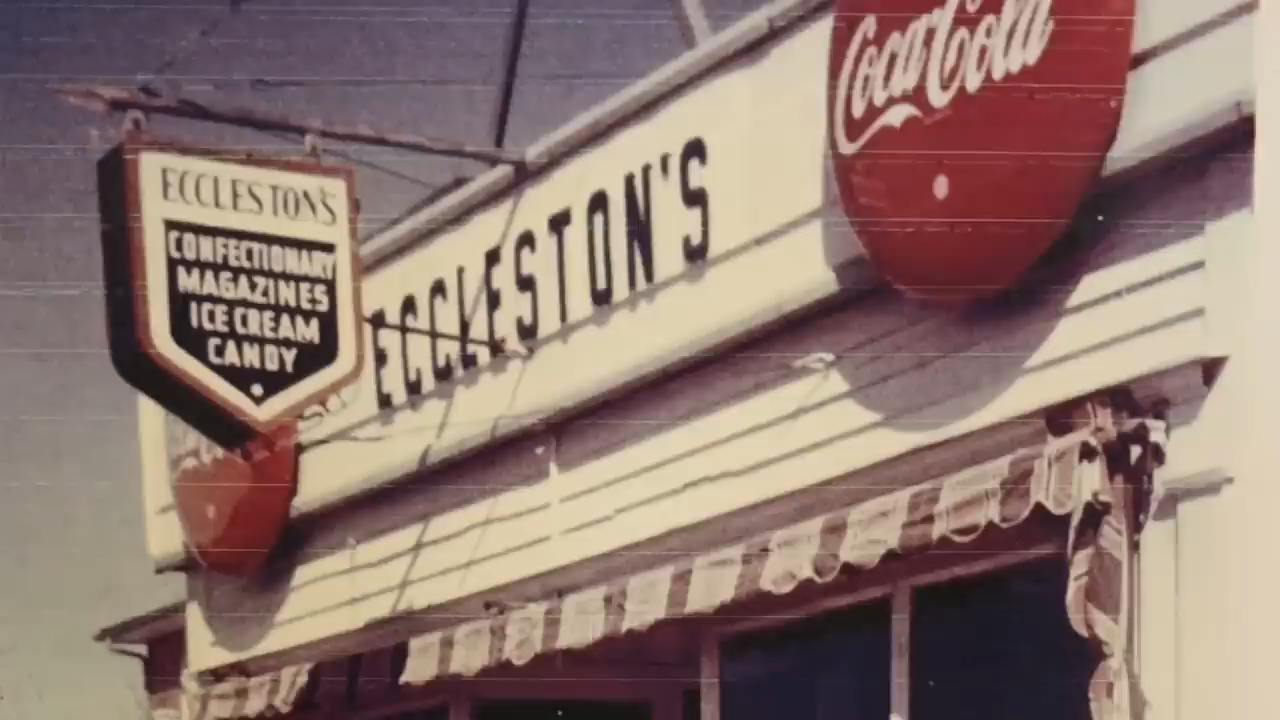 ECCLESTON'S
CONFECTIONARY
MAGAZINES
ICE CREAM
CANDY
ECCLESTON'S
Coca-Cola